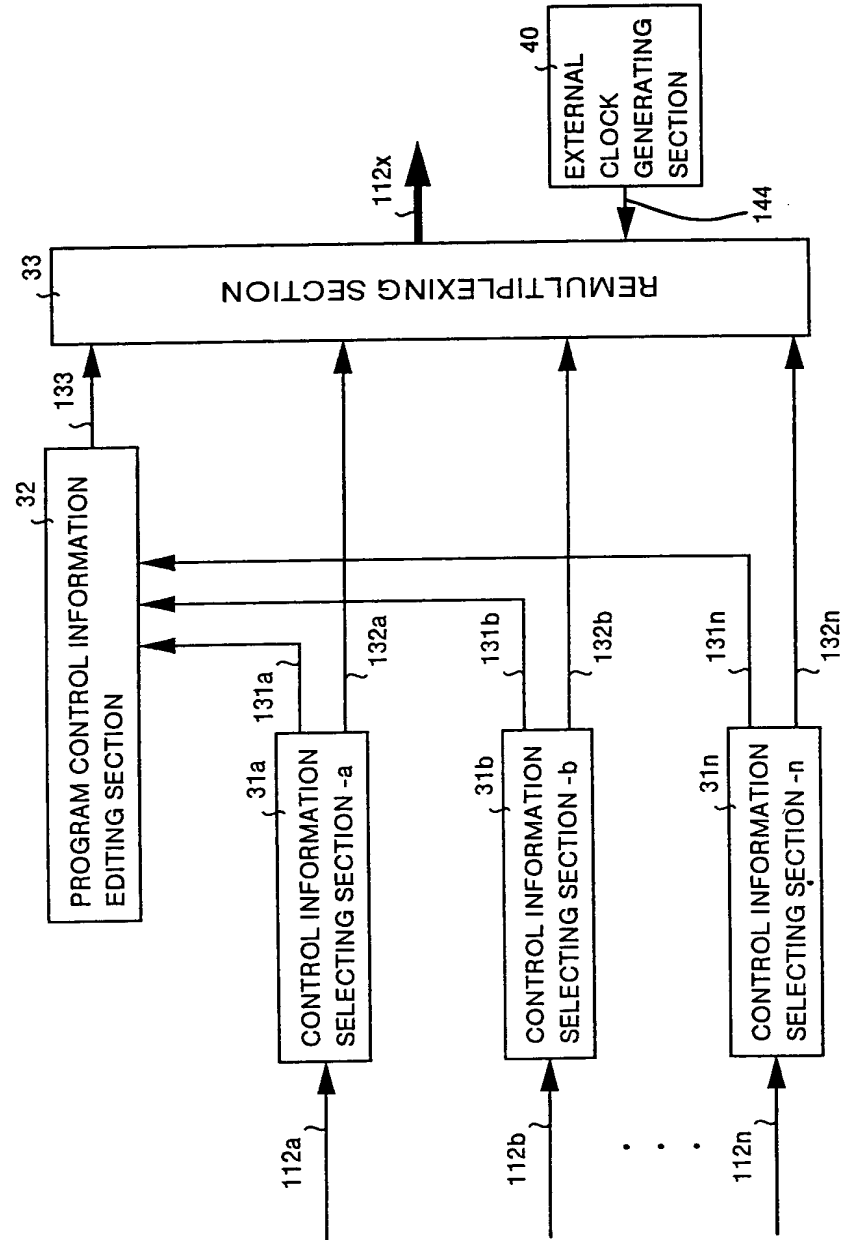 32
PROGRAM CONTROL INFORMATION
EDITING SECTION
133
33
REMULTIPLEXING SECTION
112x
40
EXTERNAL
CLOCK
GENERATING
SECTION
144
112a
31a
CONTROL INFORMATION
SELECTING SECTION -a
131a
132a
112b
31b
CONTROL INFORMATION
SELECTING SECTION -b
131b
132b
. . .
112n
31n
CONTROL INFORMATION
SELECTING SECTION -n
131n
132n